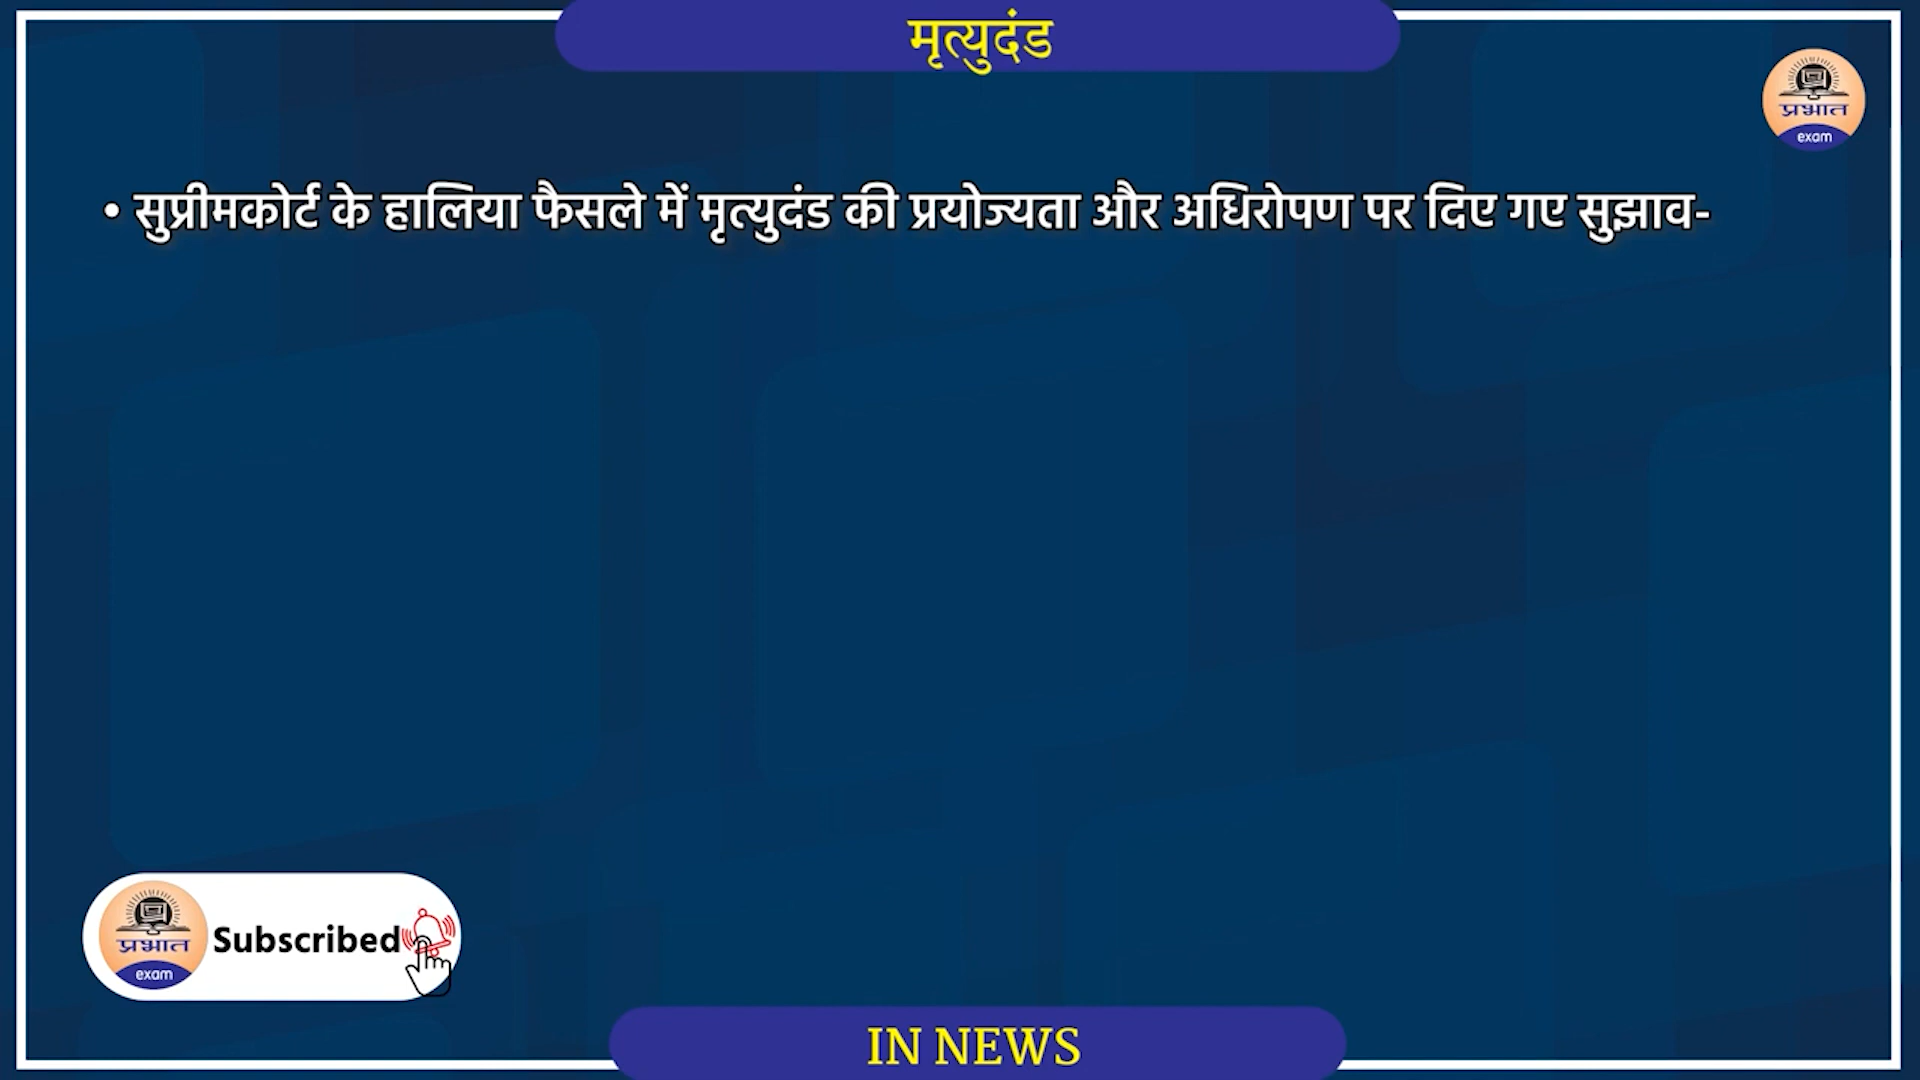 मृत्युदंड
प्रभात
exam
• सुप्रीमकोर्ट के हालिया फैसले में मृत्युदंड की प्रयोज्यता और अधिरोपण पर दिए गए सुझाव-
प्रभात
exam
Subscribed
IN NEWS